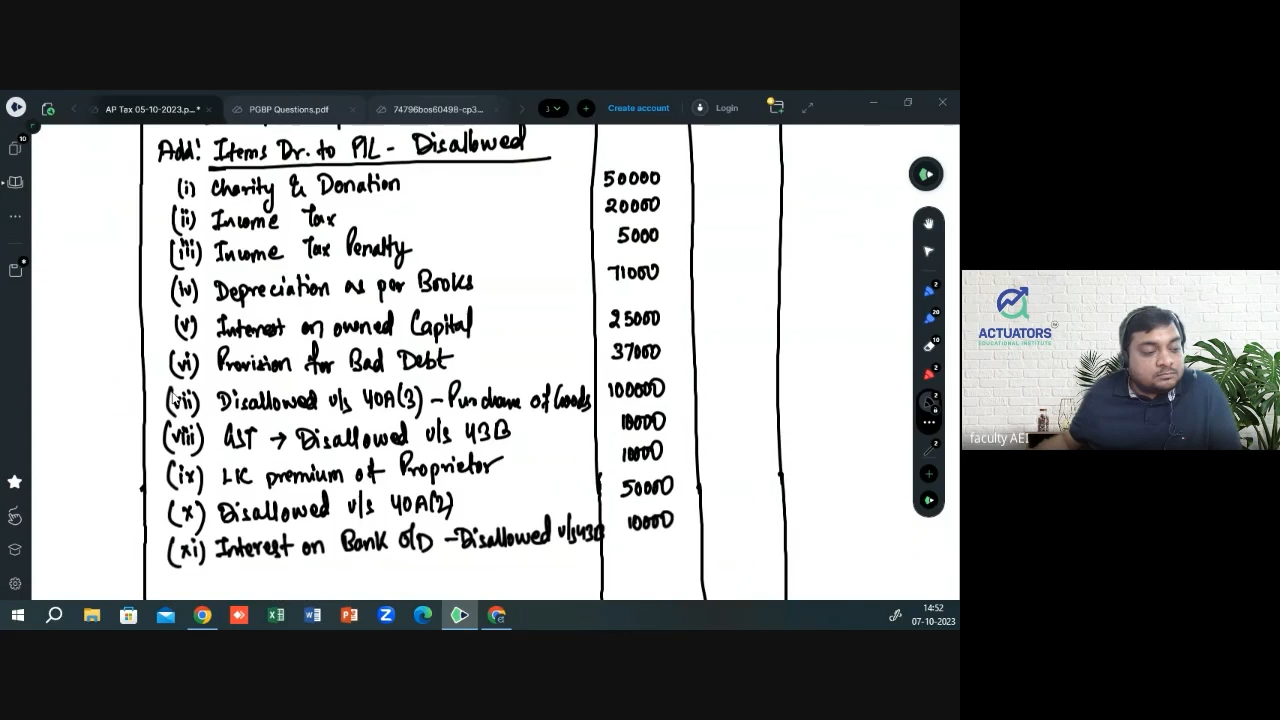 AP Tax 05-10-2023.p... *
PGBP Questions.pdf
74796bos60498-cp3...
3
Create account
Login
Add: Items Dr. to P/L - Disallowed
(i) Charity & Donation 50000
(ii) Income Tax 20000
(iii) Income Tax Penalty 5000
(iv) Depreciation as per Books 71000
(v) Interest on owned Capital 25000
(vi) Provision for Bad Debt 37000
(vii) Disallowed u/s 40A(3) - Purchase of Goods 100000
(viii) GST → Disallowed u/s 43B 10000
(ix) LIC premium of Proprietor 10000
(x) Disallowed u/s 40A(2) 50000
(xi) Interest on Bank O/D - Disallowed u/s 43B 10000
ACTUATORS
EDUCATIONAL INSTITUTE
faculty AEI
14:52
07-10-2023